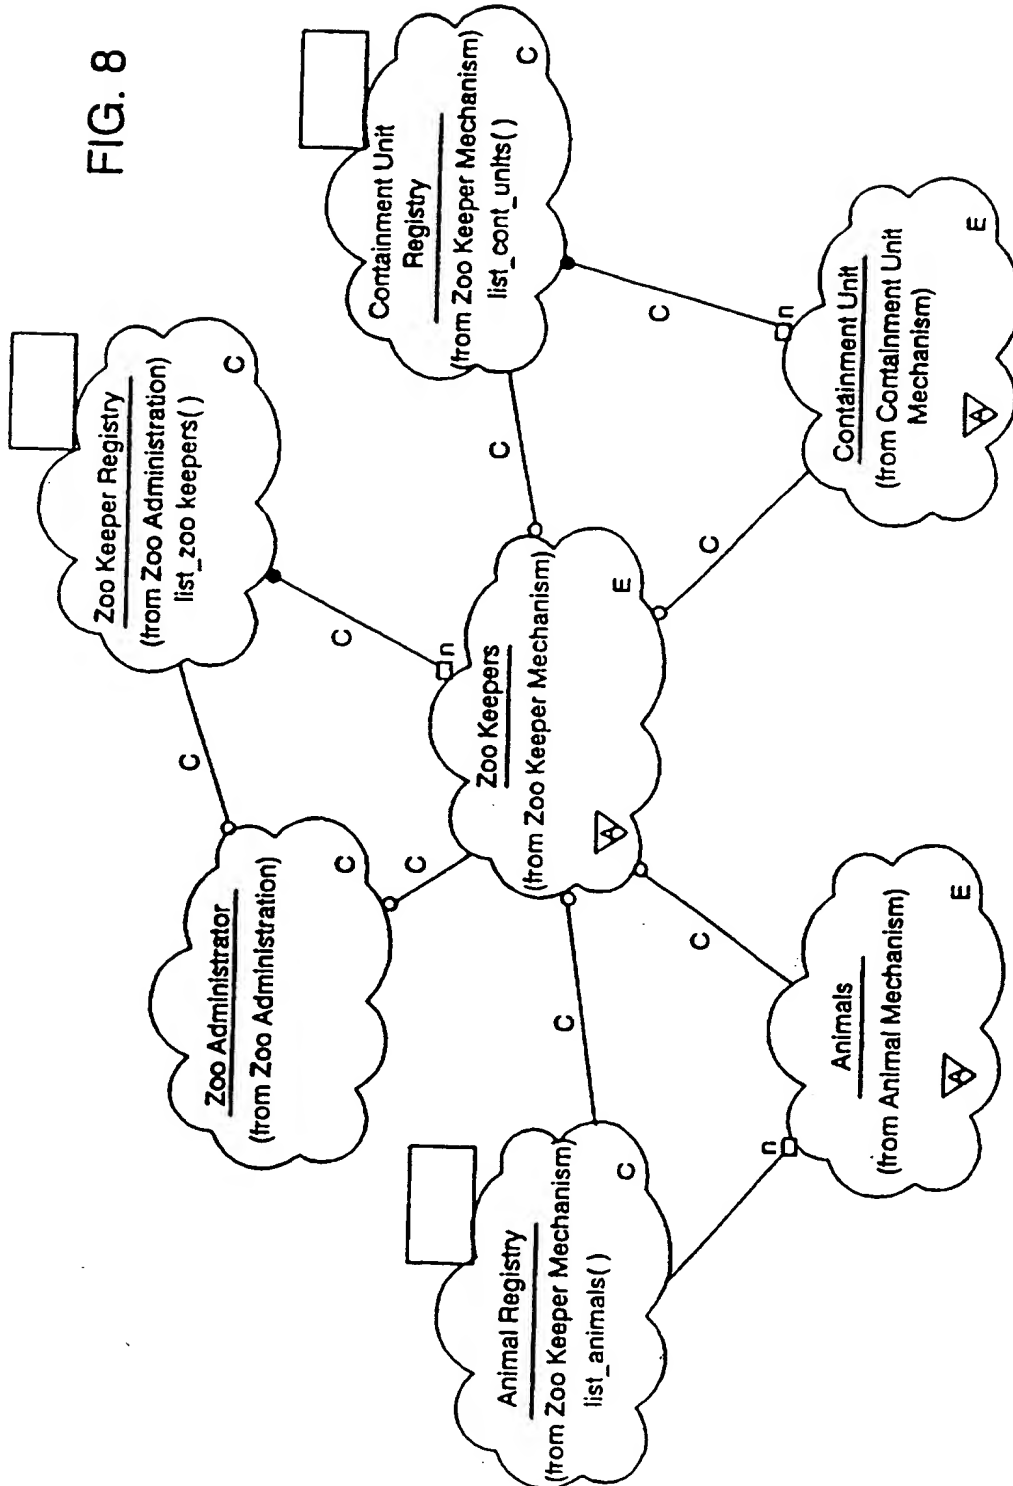 FIG. 8
Zoo Administrator
(from Zoo Administration)
C
C
Zoo Keeper Registry
(from Zoo Administration)
list_zoo keepers( )
C
C
C
n
Animal Registry
(from Zoo Keeper Mechanism)
list_animals( )
C
C
Zoo Keepers
(from Zoo Keeper Mechanism)
A
E
C
Containment Unit
Registry
(from Zoo Keeper Mechanism)
list_cont_units( )
C
C
n
C
C
n
Animals
(from Animal Mechanism)
A
E
Containment Unit
(from Containment Unit
Mechanism)
A
E